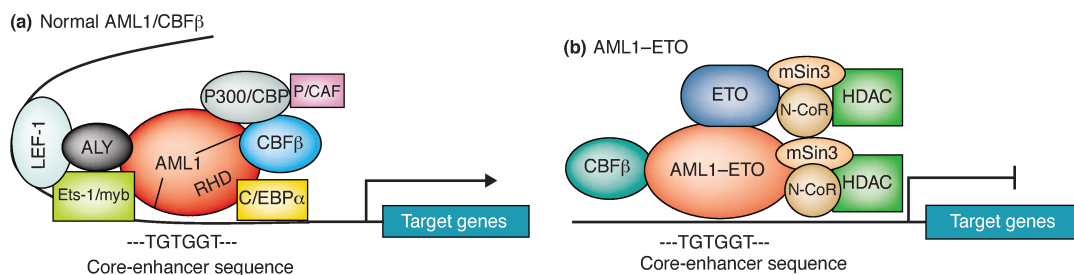 (a) Normal AML1/CBFβ
LEF-1
ALY
Ets-1/myb
AML1
RHD
P300/CBP
P/CAF
CBFβ
C/EBPα
Target genes
---TGTGGT---
Core-enhancer sequence
(b) AML1–ETO
ETO
mSin3
N-CoR
HDAC
CBFβ
AML1–ETO
mSin3
N-CoR
HDAC
Target genes
---TGTGGT---
Core-enhancer sequence